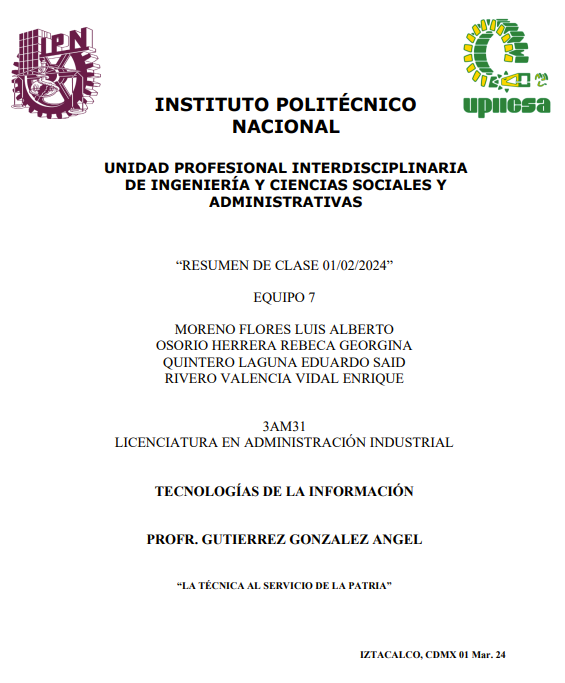 IPN
upiicsa
INSTITUTO POLITÉCNICO
NACIONAL
UNIDAD PROFESIONAL INTERDISCIPLINARIA
DE INGENIERÍA Y CIENCIAS SOCIALES Y
ADMINISTRATIVAS
“RESUMEN DE CLASE 01/02/2024”
EQUIPO 7
MORENO FLORES LUIS ALBERTO
OSORIO HERRERA REBECA GEORGINA
QUINTERO LAGUNA EDUARDO SAID
RIVERO VALENCIA VIDAL ENRIQUE
3AM31
LICENCIATURA EN ADMINISTRACIÓN INDUSTRIAL
TECNOLOGÍAS DE LA INFORMACIÓN
PROFR. GUTIERREZ GONZALEZ ANGEL
“LA TÉCNICA AL SERVICIO DE LA PATRIA”
IZTACALCO, CDMX 01 Mar. 24